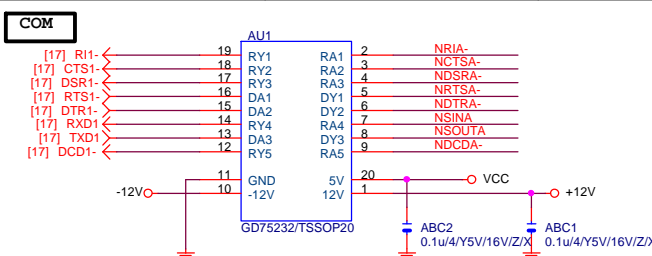 COM
AU1
[17] RI1- 19 RY1 RA1 2 NRIA-
[17] CTS1- 18 RY2 RA2 3 NCTSA-
[17] DSR1- 17 RY3 RA3 4 NDSRA-
[17] RTS1- 16 DA1 DY1 5 NRTSA-
[17] DTR1- 15 DA2 DY2 6 NDTRA-
[17] RXD1 14 RY4 RA4 7 NSINA
[17] TXD1 13 DA3 DY3 8 NSOUTA
[17] DCD1- 12 RY5 RA5 9 NDCDA-
11 GND 5V 20 VCC
-12V 10 -12V 12V 1 +12V
GD75232/TSSOP20
ABC2
0.1u/4/Y5V/16V/Z/X
ABC1
0.1u/4/Y5V/16V/Z/X